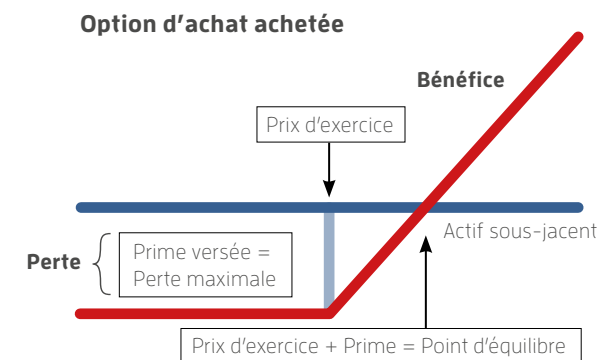 Option d'achat achetée
Bénéfice
Prix d'exercice
Actif sous-jacent
Perte
Prime versée =
Perte maximale
Prix d'exercice + Prime = Point d'équilibre